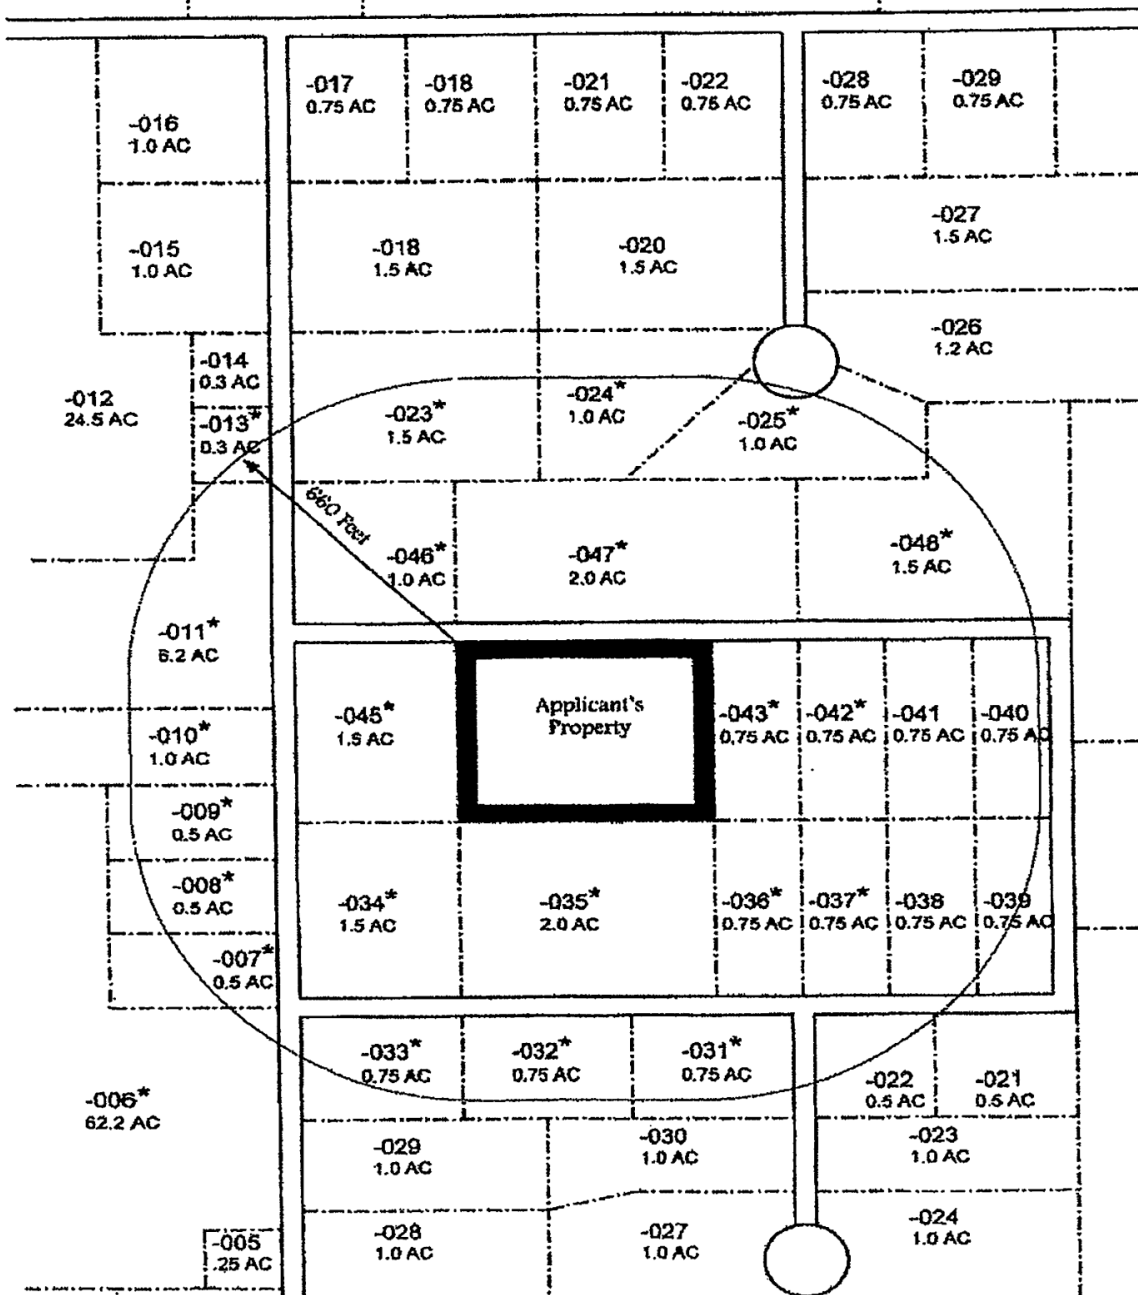 -017
0.75 AC
-018
0.75 AC
-021
0.75 AC
-022
0.75 AC
-028
0.75 AC
-029
0.75 AC
-016
1.0 AC
-027
1.5 AC
-015
1.0 AC
-018
1.5 AC
-020
1.5 AC
-026
1.2 AC
-014
0.3 AC
-012
24.5 AC
-013*
0.3 AC
-023*
1.5 AC
-024*
1.0 AC
-025*
1.0 AC
660 Feet
-046*
1.0 AC
-047*
2.0 AC
-048*
1.5 AC
-011*
6.2 AC
-045*
1.5 AC
Applicant's
Property
-043*
0.75 AC
-042*
0.75 AC
-041
0.75 AC
-040
0.75 AC
-010*
1.0 AC
-009*
0.5 AC
-008*
0.5 AC
-034*
1.5 AC
-035*
2.0 AC
-036*
0.75 AC
-037*
0.75 AC
-038
0.75 AC
-039
0.75 AC
-007*
0.5 AC
-033*
0.75 AC
-032*
0.75 AC
-031*
0.75 AC
-022
0.5 AC
-021
0.5 AC
-006*
62.2 AC
-029
1.0 AC
-030
1.0 AC
-023
1.0 AC
-005
.25 AC
-028
1.0 AC
-027
1.0 AC
-024
1.0 AC